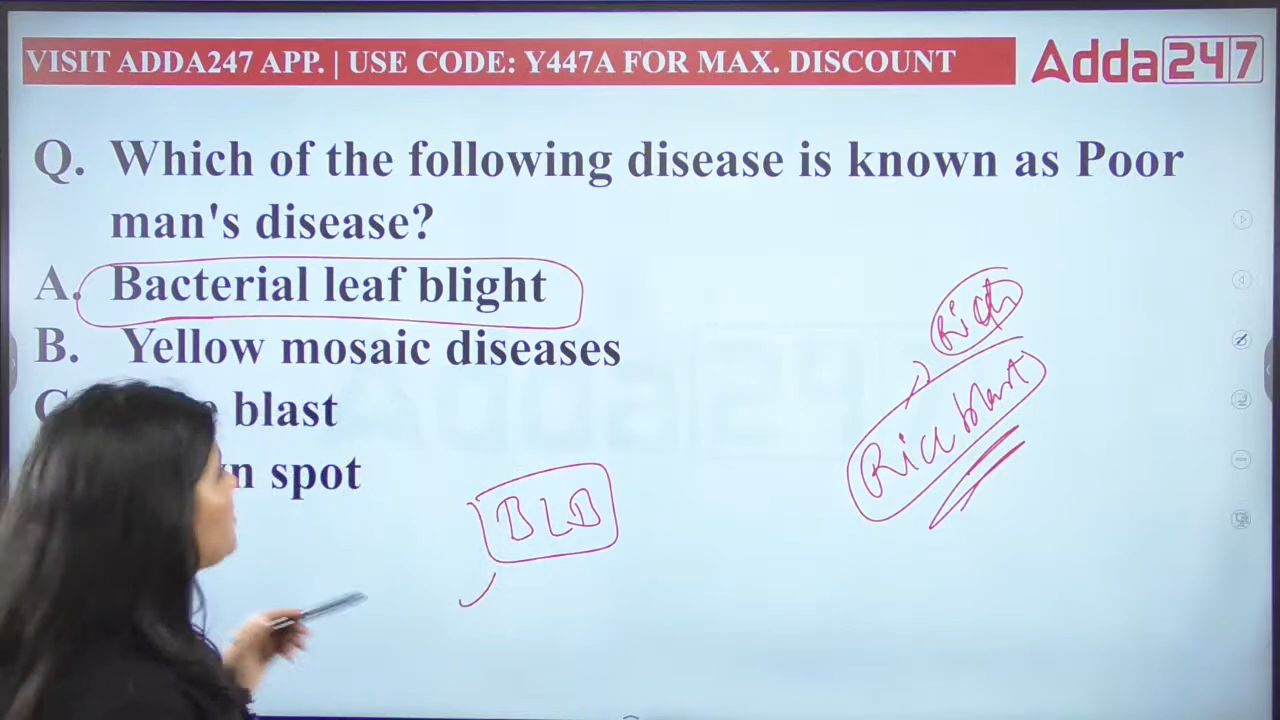 VISIT ADDA247 APP. | USE CODE: Y447A FOR MAX. DISCOUNT
Adda247
Q. Which of the following disease is known as Poor
man's disease?
A. Bacterial leaf blight
B. Yellow mosaic diseases
blast
spot
Rice blast
BLB